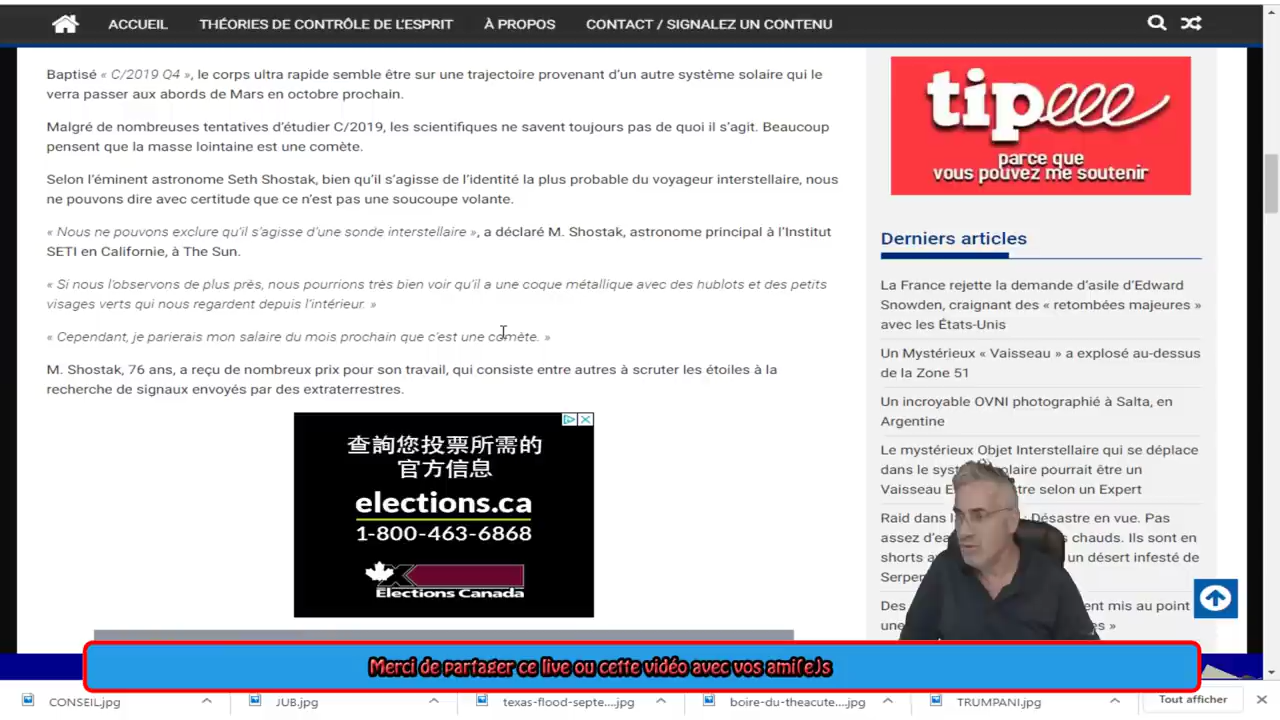 ACCUEIL THÉORIES DE CONTRÔLE DE L'ESPRIT À PROPOS CONTACT / SIGNALEZ UN CONTENU
Baptisé « C/2019 Q4 », le corps ultra rapide semble être sur une trajectoire provenant d'un autre système solaire qui le
verra passer aux abords de Mars en octobre prochain.
Malgré de nombreuses tentatives d'étudier C/2019, les scientifiques ne savent toujours pas de quoi il s'agit. Beaucoup
pensent que la masse lointaine est une comète.
Selon l'éminent astronome Seth Shostak, bien qu'il s'agisse de l'identité la plus probable du voyageur interstellaire, nous
ne pouvons dire avec certitude que ce n'est pas une soucoupe volante.
« Nous ne pouvons exclure qu'il s'agisse d'une sonde interstellaire », a déclaré M. Shostak, astronome principal à l'Institut
SETI en Californie, à The Sun.
« Si nous l'observons de plus près, nous pourrions très bien voir qu'il a une coque métallique avec des hublots et des petits
visages verts qui nous regardent depuis l'intérieur. »
« Cependant, je parierais mon salaire du mois prochain que c'est une comète. »
M. Shostak, 76 ans, a reçu de nombreux prix pour son travail, qui consiste entre autres à scruter les étoiles à la
recherche de signaux envoyés par des extraterrestres.
查詢您投票所需的
官方信息
elections.ca
1-800-463-6868
Elections Canada
tipeee
parce que
vous pouvez me soutenir
Derniers articles
La France rejette la demande d'asile d'Edward
Snowden, craignant des « retombées majeures »
avec les États-Unis
Un Mystérieux « Vaisseau » a explosé au-dessus
de la Zone 51
Un incroyable OVNI photographié à Salta, en
Argentine
Le mystérieux Objet Interstellaire qui se déplace
dans le solaire pourrait être un
Vaisseau selon un Expert
Raid dans Désastre en vue. Pas
assez chauds. Ils sont en
shorts un désert infesté de
Des mis au point
Merci de partager ce live ou cette vidéo avec vos ami(e)s
CONSEIL.jpg JUB.jpg texas-flood-septe....jpg boire-du-theacute....jpg TRUMPANI.jpg Tout afficher